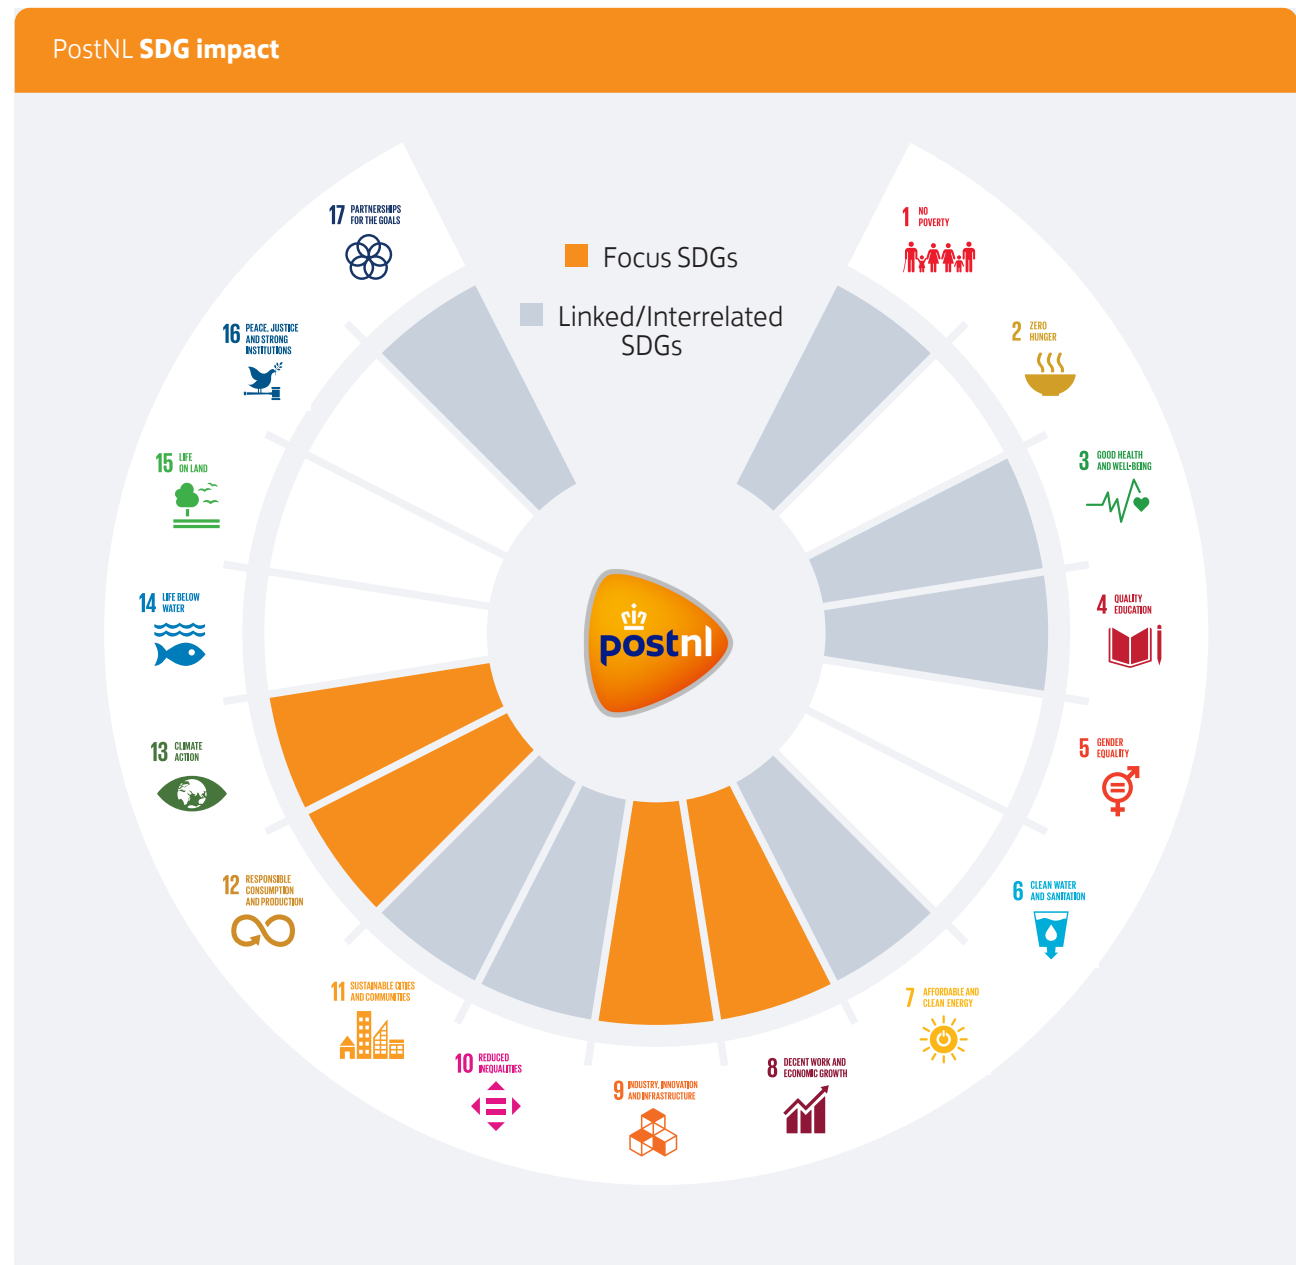 PostNL SDG impact
Focus SDGs
Linked/Interrelated
SDGs
1 NO
POVERTY
2 ZERO
HUNGER
3 GOOD HEALTH
AND WELL-BEING
4 QUALITY
EDUCATION
5 GENDER
EQUALITY
6 CLEAN WATER
AND SANITATION
7 AFFORDABLE AND
CLEAN ENERGY
8 DECENT WORK AND
ECONOMIC GROWTH
9 INDUSTRY, INNOVATION
AND INFRASTRUCTURE
10 REDUCED
INEQUALITIES
11 SUSTAINABLE CITIES
AND COMMUNITIES
12 RESPONSIBLE
CONSUMPTION
AND PRODUCTION
13 CLIMATE
ACTION
14 LIFE BELOW
WATER
15 LIFE
ON LAND
16 PEACE, JUSTICE
AND STRONG
INSTITUTIONS
17 PARTNERSHIPS
FOR THE GOALS
postnl